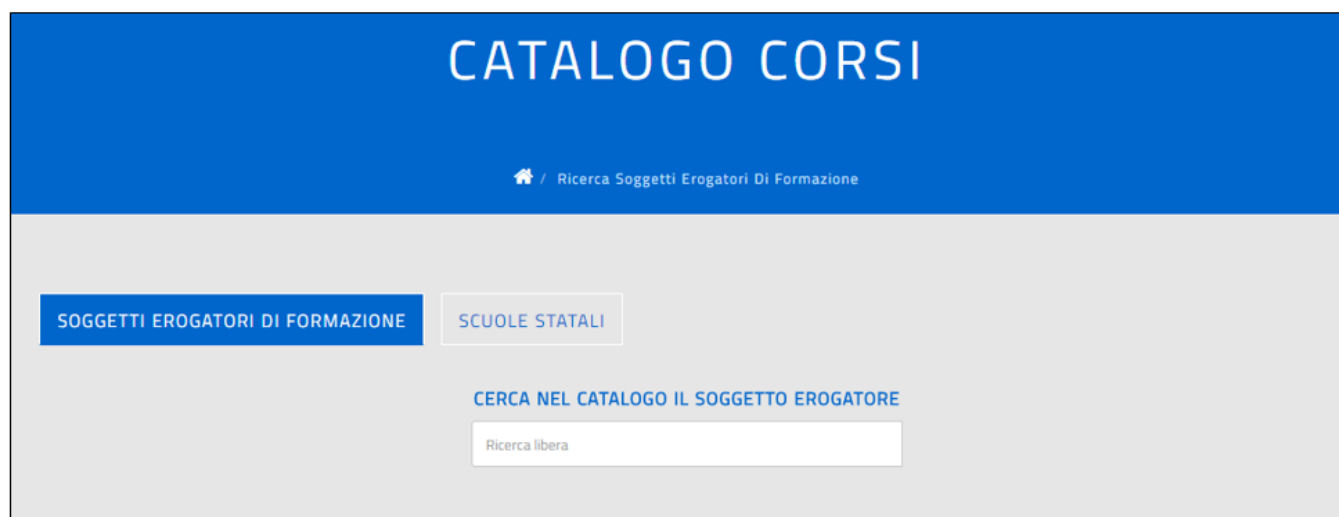 CATALOGO CORSI
/ Ricerca Soggetti Erogatori Di Formazione
SOGGETTI EROGATORI DI FORMAZIONE
SCUOLE STATALI
CERCA NEL CATALOGO IL SOGGETTO EROGATORE
Ricerca libera